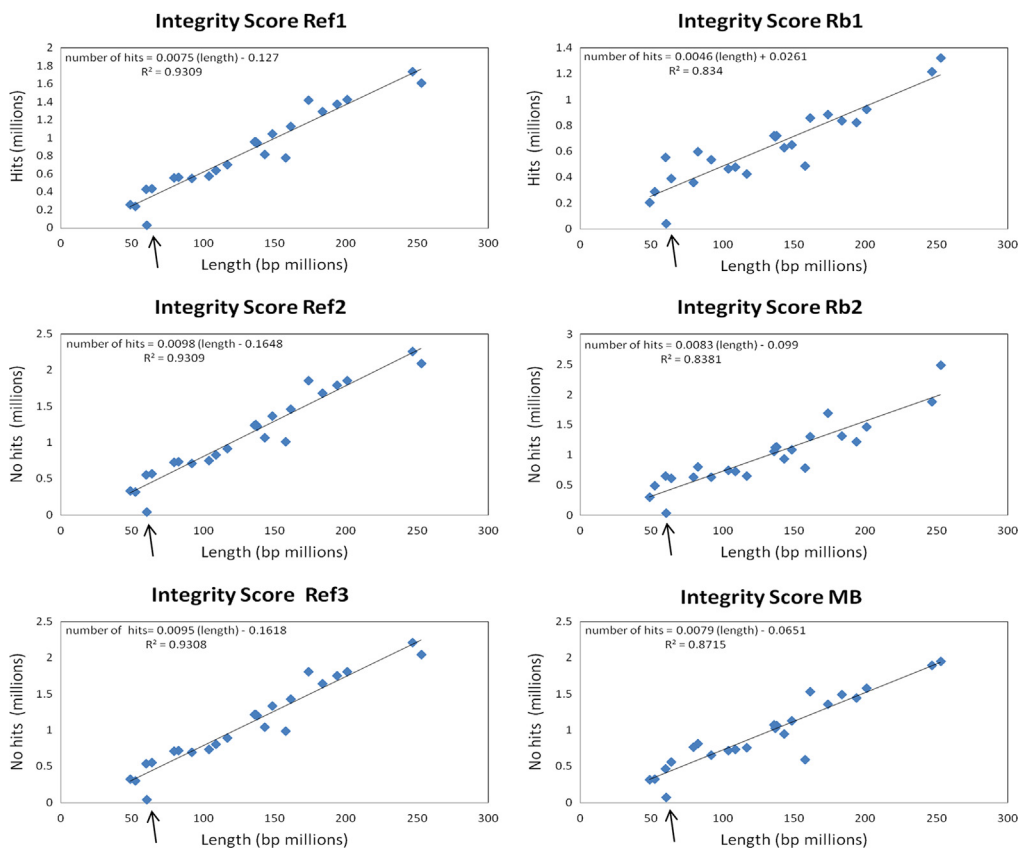 Integrity Score Ref1
number of hits = 0.0075 (length) - 0.127
R² = 0.9309
Hits (millions)
2
1.8
1.6
1.4
1.2
1
0.8
0.6
0.4
0.2
0
0 50 100 150 200 250 300
Length (bp millions)
Integrity Score Rb1
number of hits = 0.0046 (length) + 0.0261
R² = 0.834
Hits (millions)
1.4
1.2
1
0.8
0.6
0.4
0.2
0
0 50 100 150 200 250 300
Length (bp millions)
Integrity Score Ref2
number of hits = 0.0098 (length - 0.1648
R² = 0.9309
No hits (millions)
2.5
2
1.5
1
0.5
0
0 50 100 150 200 250 300
Length (bp millions)
Integrity Score Rb2
number of hits = 0.0083 (length) - 0.099
R² = 0.8381
No hits (millions)
3
2.5
2
1.5
1
0.5
0
0 50 100 150 200 250 300
Length (bp millions)
Integrity Score Ref3
number of hits= 0.0095 (length) - 0.1618
R² = 0.9308
No hits (millions)
2.5
2
1.5
1
0.5
0
0 50 100 150 200 250 300
Length (bp millions)
Integrity Score MB
number of hits = 0.0079 (length) - 0.0651
R² = 0.8715
No hits (millions)
2.5
2
1.5
1
0.5
0
0 50 100 150 200 250 300
Length (bp millions)